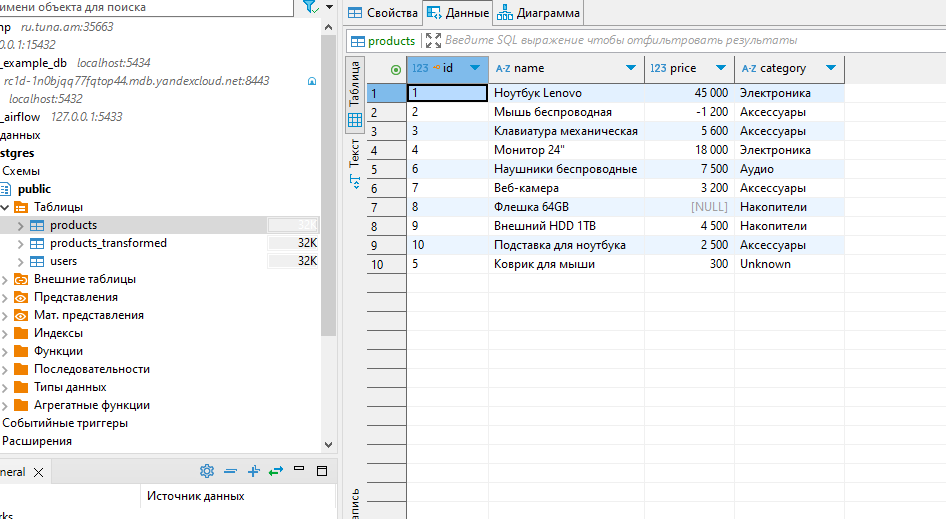 имени объекта для поиска
mp ru.tuna.am:35663
0.0.1:15432
_example_db localhost:5434
rc1d-1n0bjqq77fqtop44.mdb.yandexcloud.net:8443
localhost:5432
_airflow 127.0.0.1:5433
данных
stgres
Схемы
public
Таблицы
products 32K
products_transformed 32K
users 32K
Внешние таблицы
Представления
Мат. представления
Индексы
Функции
Последовательности
Типы данных
Агрегатные функции
Событийные триггеры
Расширения
neral
Источник данных
rks
Свойства Данные Диаграмма
products Введите SQL выражение чтобы отфильтровать результаты
Таблица
Текст
апись
123 id A-Z name 123 price A-Z category
1 1 Ноутбук Lenovo 45 000 Электроника
2 2 Мышь беспроводная -1 200 Аксессуары
3 3 Клавиатура механическая 5 600 Аксессуары
4 4 Монитор 24" 18 000 Электроника
5 6 Наушники беспроводные 7 500 Аудио
6 7 Веб-камера 3 200 Аксессуары
7 8 Флешка 64GB [NULL] Накопители
8 9 Внешний HDD 1TB 4 500 Накопители
9 10 Подставка для ноутбука 2 500 Аксессуары
10 5 Коврик для мыши 300 Unknown